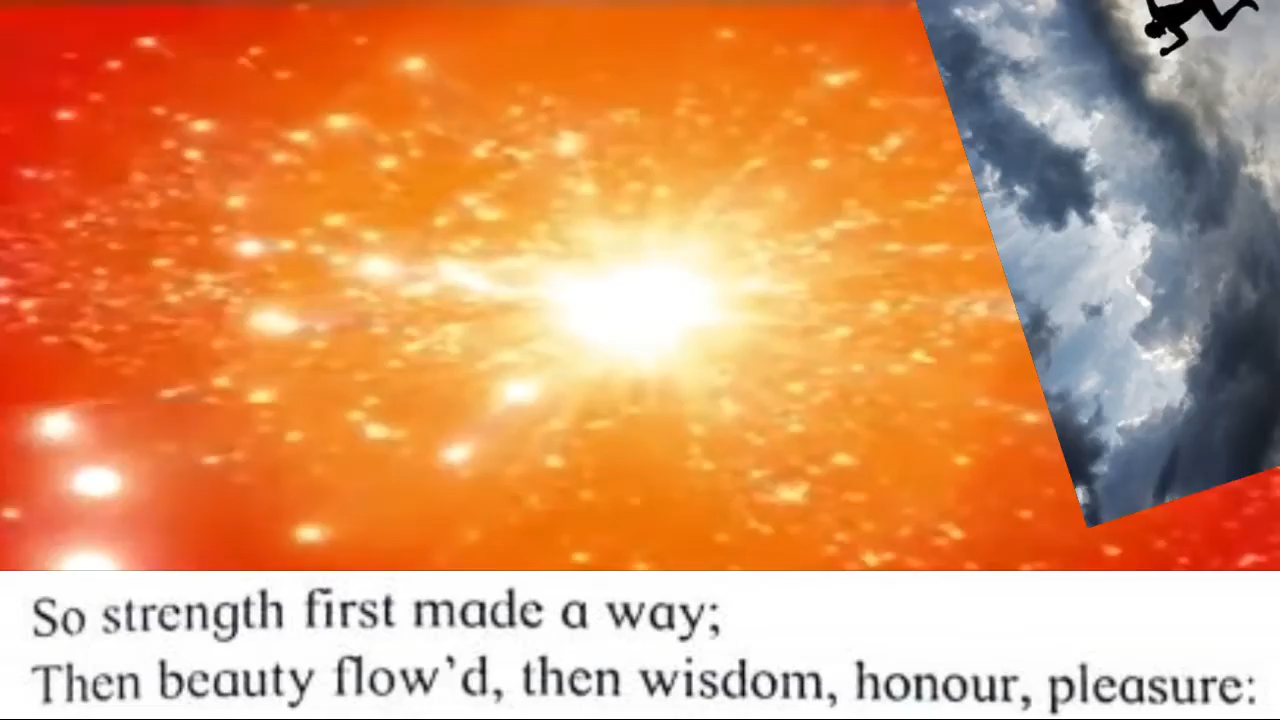 So strength first made a way;
Then beauty flow'd, then wisdom, honour, pleasure: